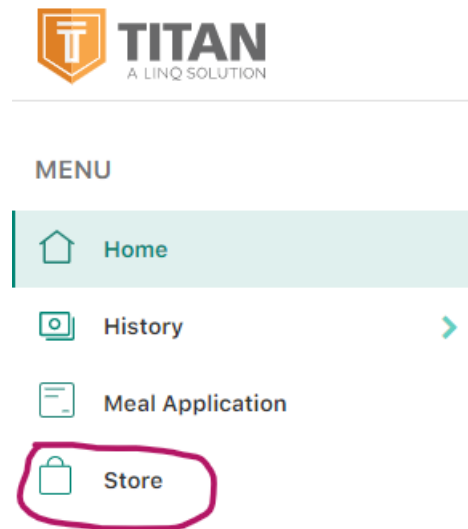 TITAN
A LINQ SOLUTION
MENU
Home
History
Meal Application
Store